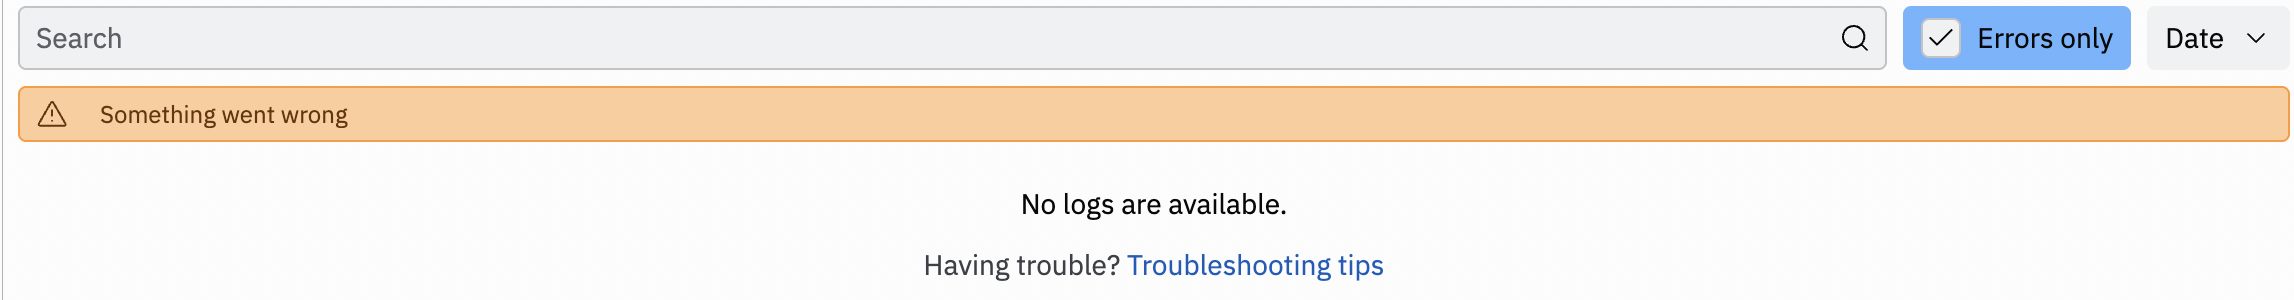 Search
Errors only
Date
Something went wrong
No logs are available.
Having trouble? Troubleshooting tips